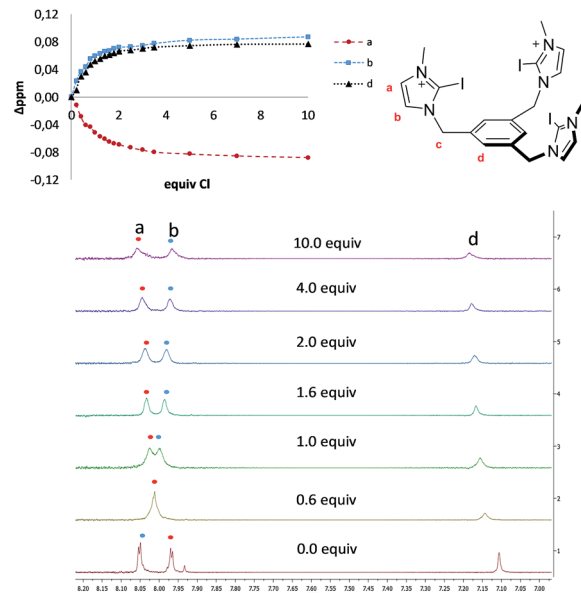 Δppm
0,12
0,08
0,04
0,00
-0,04
-0,08
-0,12
0
2
4
6
8
10
equiv Cl
a
b
d
N
+
I
N
a
b
c
d
+
N
I
N
I
N
+
N
a
b
d
10.0 equiv
4.0 equiv
2.0 equiv
1.6 equiv
1.0 equiv
0.6 equiv
0.0 equiv
7
6
5
4
3
2
1
8.20 8.15 8.10 8.05 8.00 7.95 7.90 7.85 7.80 7.75 7.70 7.65 7.60 7.55 7.50 7.45 7.40 7.35 7.30 7.25 7.20 7.15 7.10 7.05 7.00